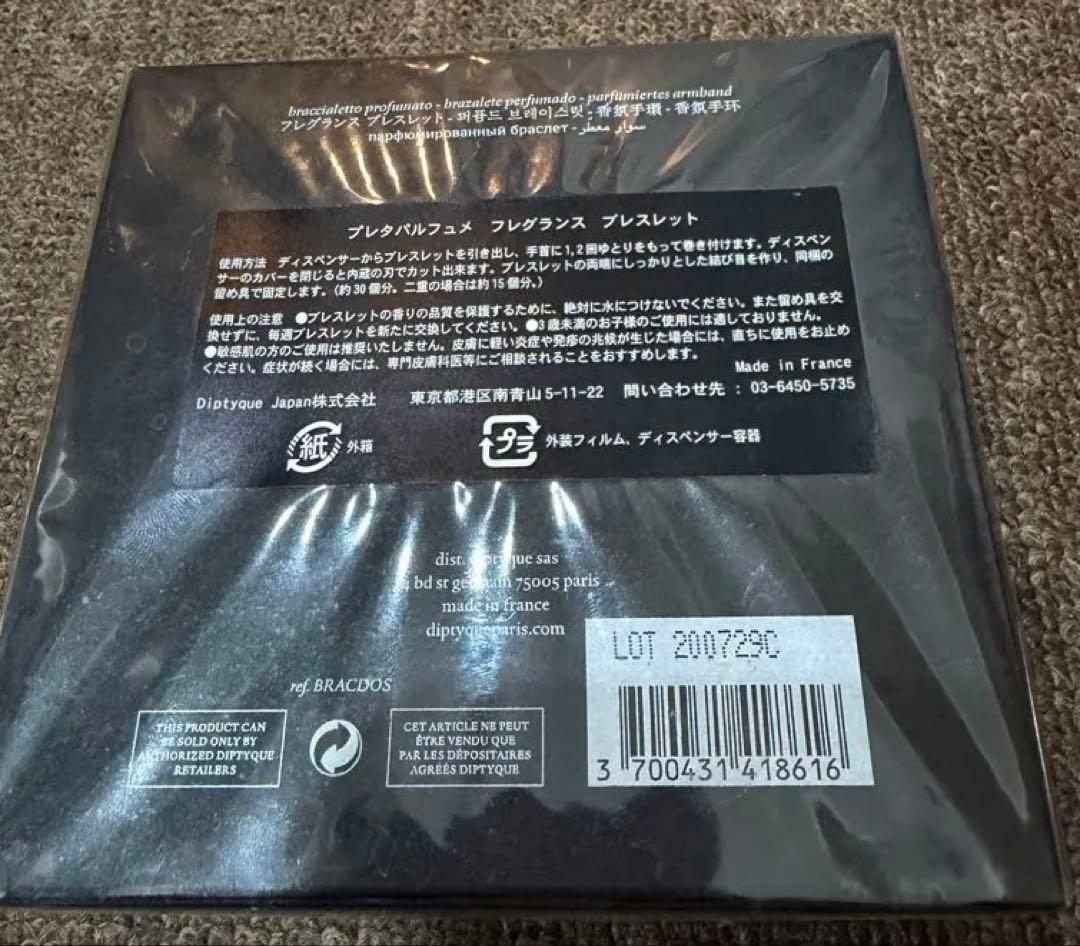 braccialetto profumato - brazalete perfumado - parfümiertes armband
フレグランス ブレスレット - 퍼퓸드 브레이스릿 - 香氛手環 - 香氛手环
парфюмированный браслет - سوار معطّر
プレタパルフュメ フレグランス ブレスレット
使用方法 ディスペンサーからブレスレットを引き出し、手首に1,2回ゆとりをもって巻き付けます。ディスペン
サーのカバーを閉じると内蔵の刃でカット出来ます。ブレスレットの両端にしっかりとした結び目を作り、同梱の
留め具で固定します。(約30個分。二重の場合は約15個分。)
使用上の注意 ●ブレスレットの香りの品質を保護するために、絶対に水につけないでください。また留め具を交
換せずに、毎週ブレスレットを新たに交換してください。●3歳未満のお子様のご使用には適しておりません。
●敏感肌の方のご使用は推奨いたしません。皮膚に軽い炎症や発疹の兆候が生じた場合には、直ちに使用をお止め
ください。症状が続く場合には、専門皮膚科医等にご相談されることをおすすめします。
Made in France
Diptyque Japan株式会社 東京都港区南青山5-11-22 問い合わせ先 : 03-6450-5735
紙 外箱 プラ 外装フィルム、ディスペンサー容器
dist. diptyque sas
bd st germain 75005 paris
made in france
diptyqueparis.com
LOT 200729C
ref. BRACDOS
THIS PRODUCT CAN
BE SOLD ONLY BY
AUTHORIZED DIPTYQUE
RETAILERS
CET ARTICLE NE PEUT
ÊTRE VENDU QUE
PAR LES DÉPOSITAIRES
AGRÉÉS DIPTYQUE
3 700431 418616